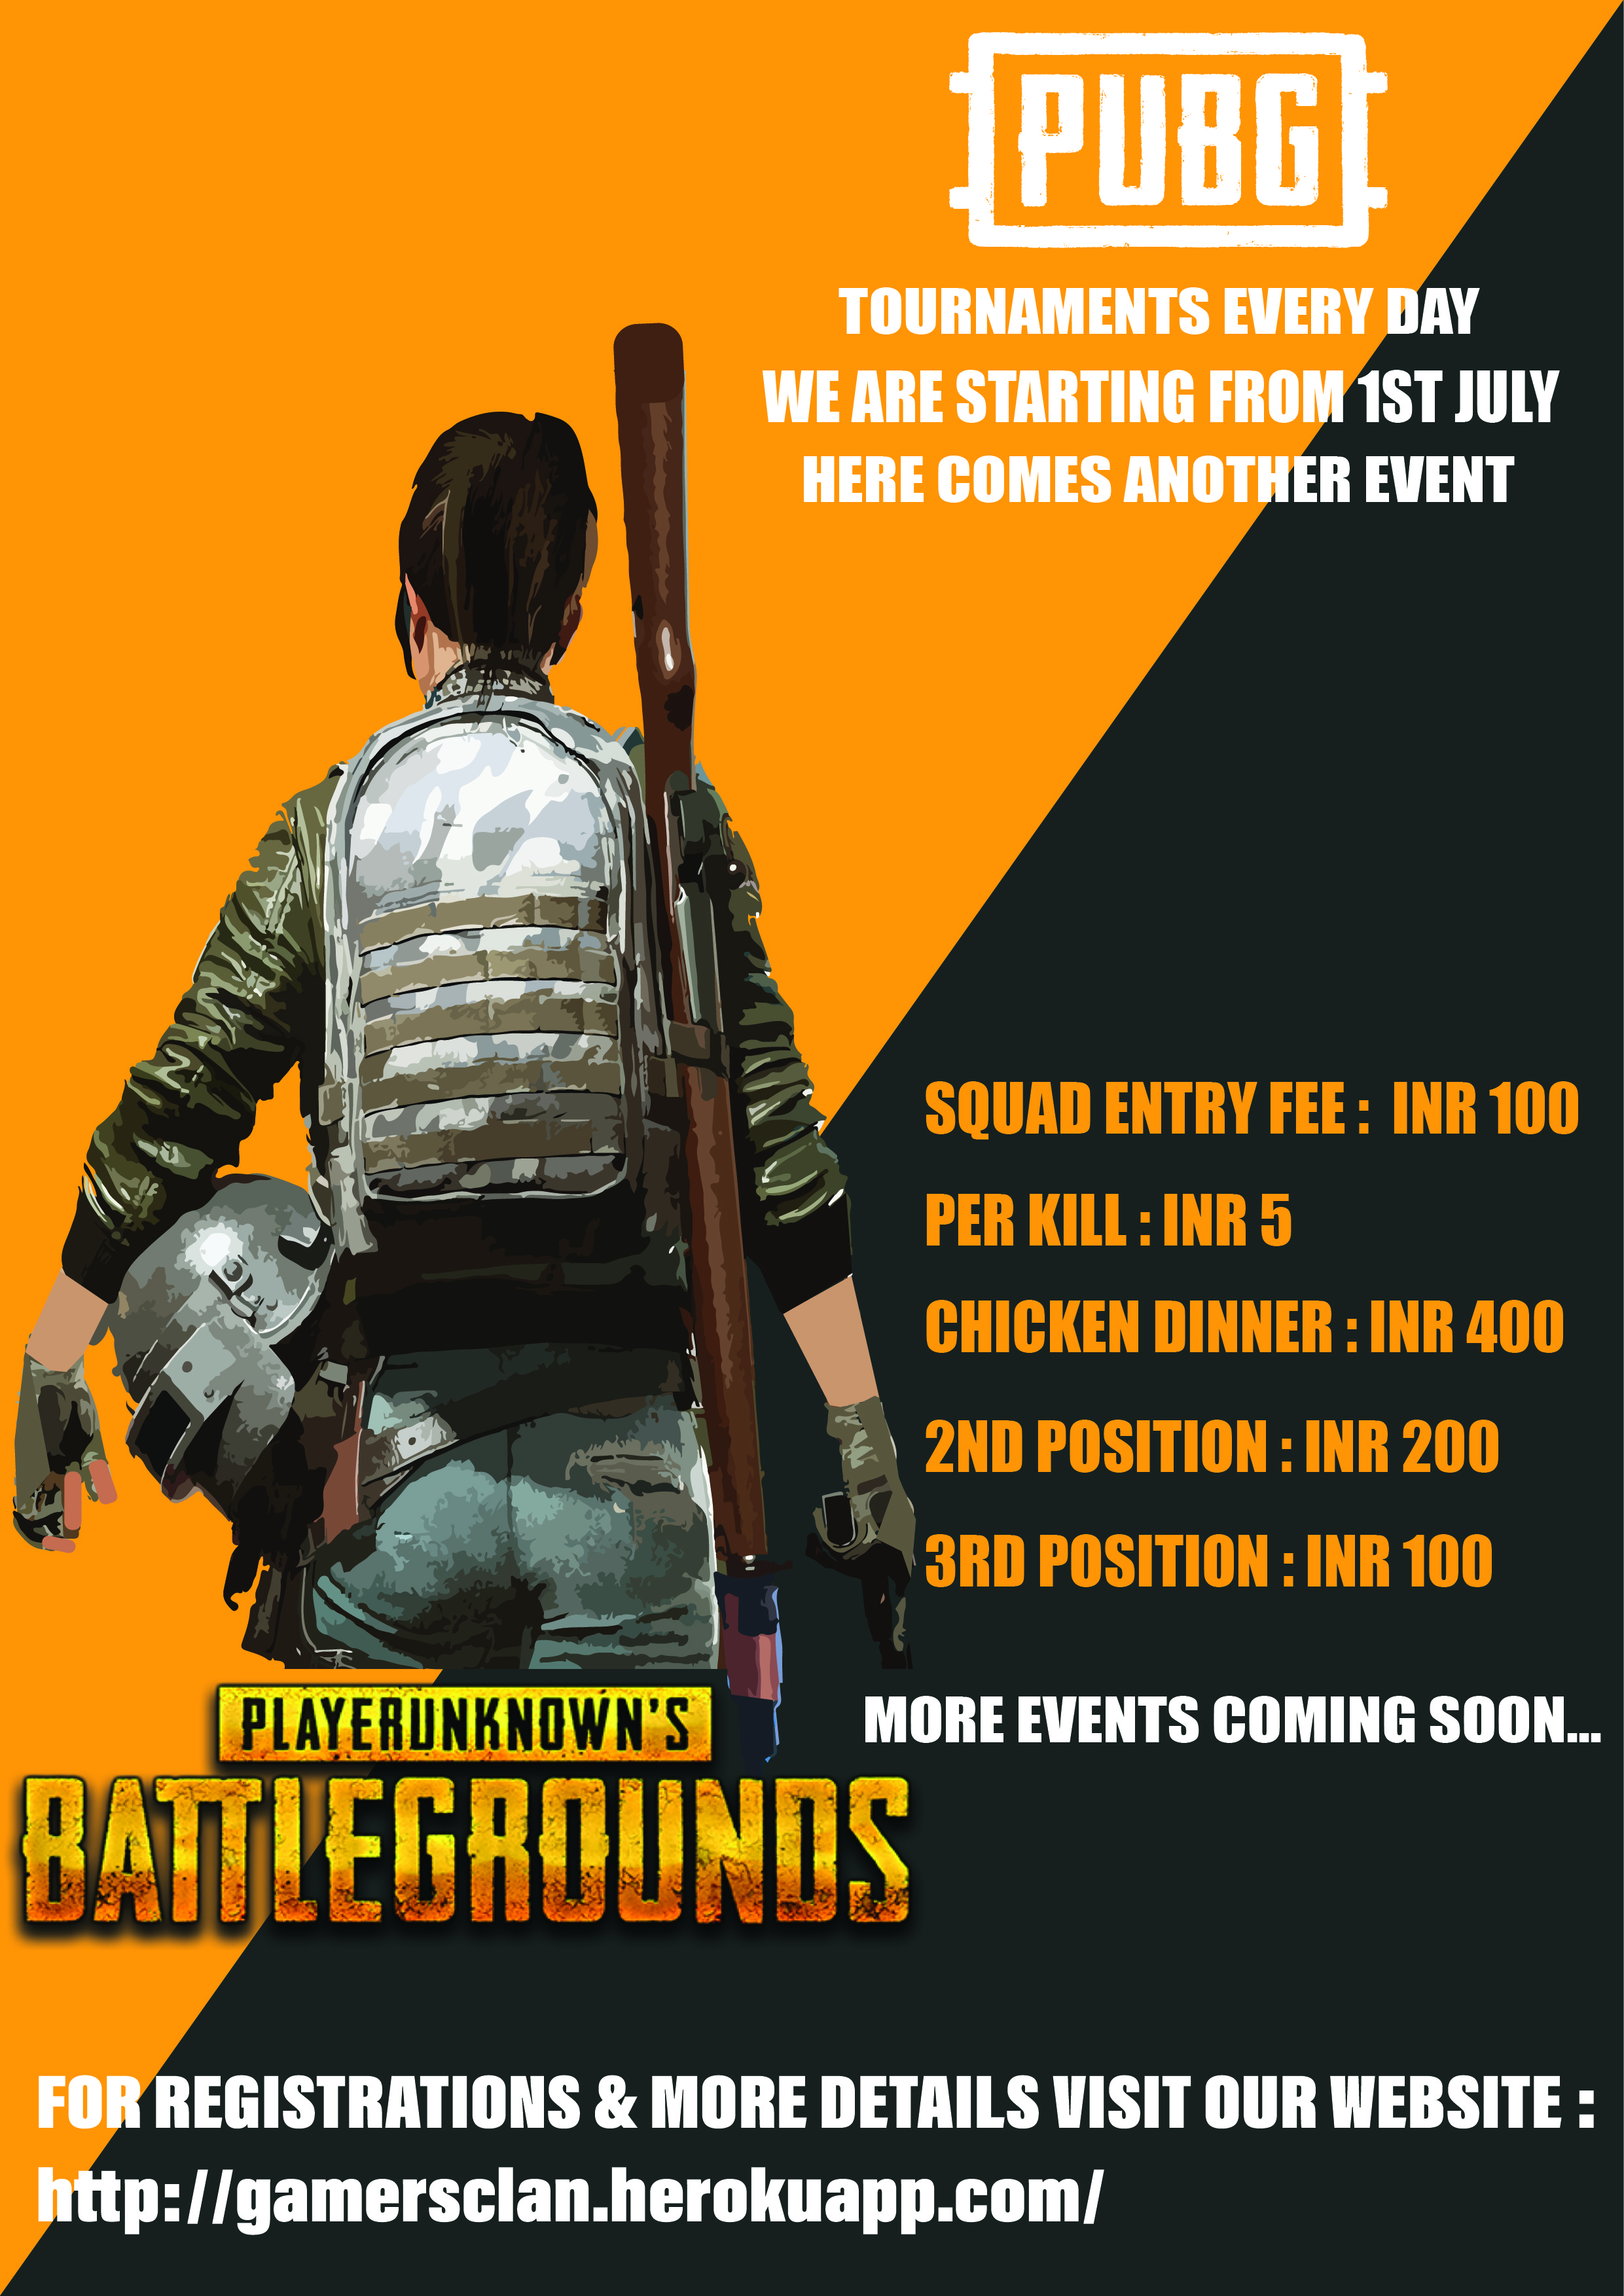 PUBG
TOURNAMENTS EVERY DAY
WE ARE STARTING FROM 1ST JULY
HERE COMES ANOTHER EVENT
SQUAD ENTRY FEE :  INR 100
PER KILL : INR 5
CHICKEN DINNER : INR 400
2ND POSITION : INR 200
3RD POSITION : INR 100
MORE EVENTS COMING SOON...
PLAYERUNKNOWN'S
BATTLEGROUNDS
FOR REGISTRATIONS & MORE DETAILS VISIT OUR WEBSITE :
http://gamersclan.herokuapp.com/